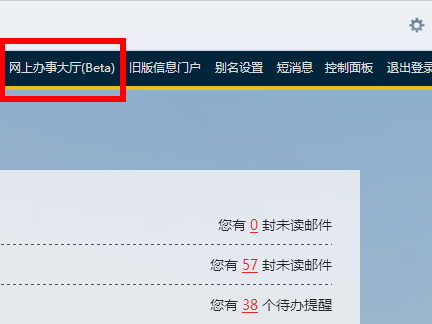 网上办事大厅(Beta) 旧版信息门户 别名设置 短消息 控制面板 退出登录
您有 0 封未读邮件
您有 57 封未读邮件
您有 38 个待办提醒